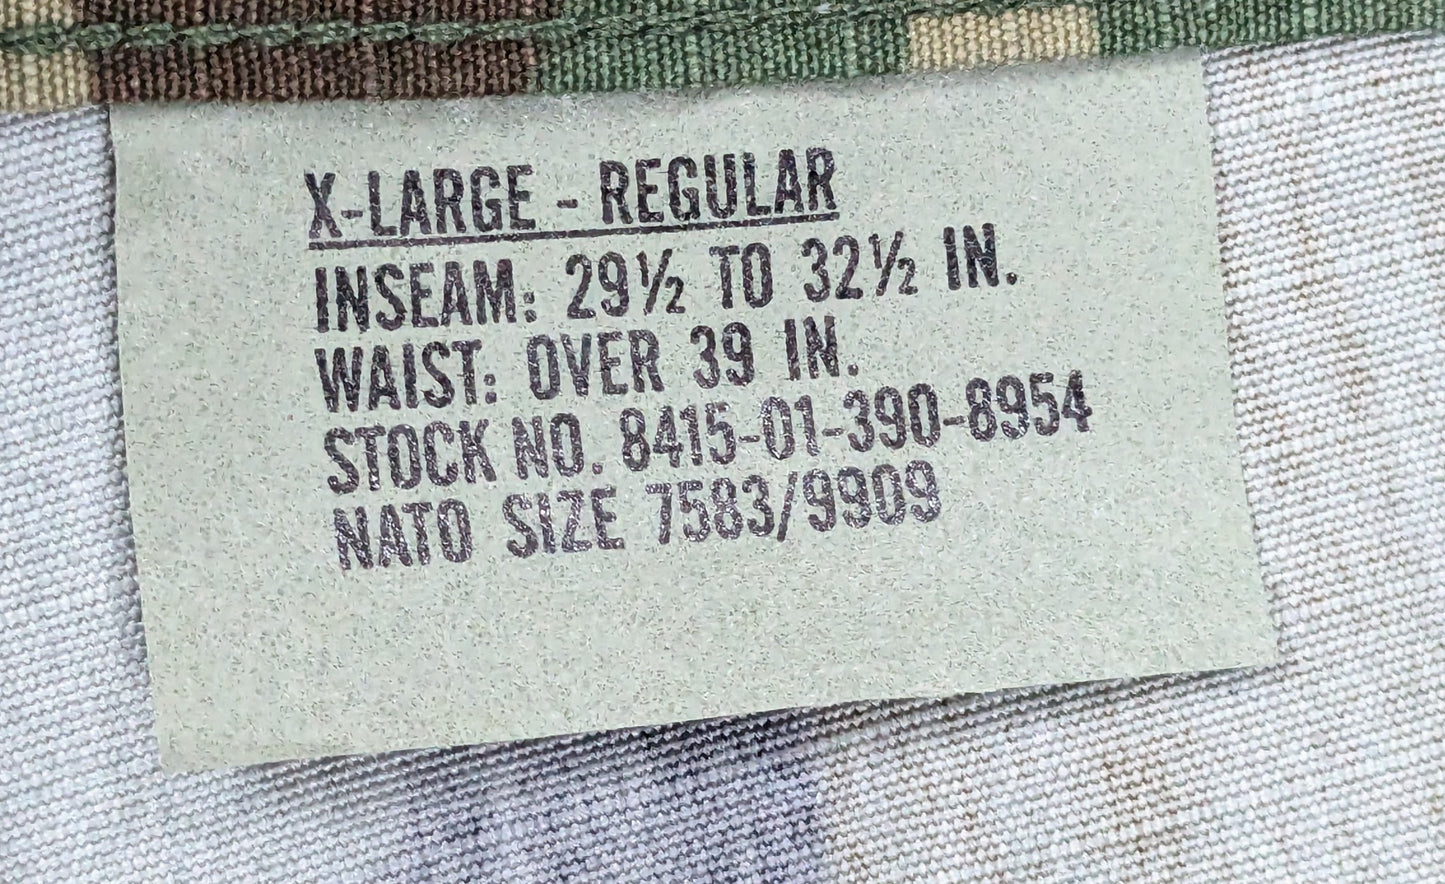 X-LARGE - REGULAR
INSEAM: 29½ TO 32½ IN.
WAIST: OVER 39 IN.
STOCK NO. 8415-01-390-8954
NATO SIZE 7583/9909